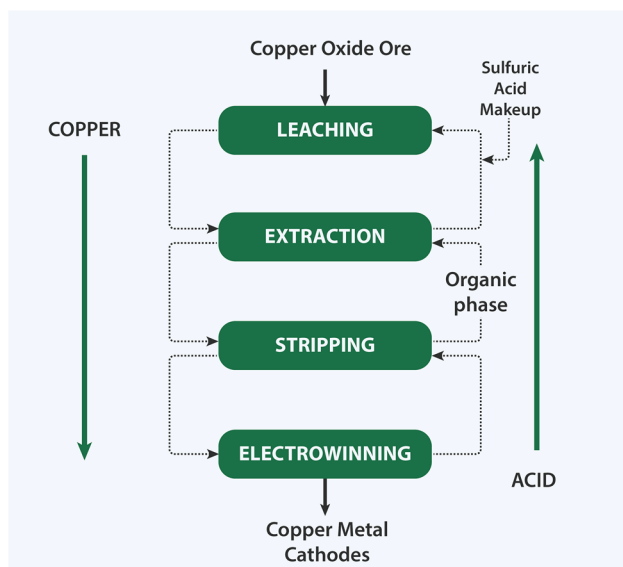 Copper Oxide Ore
Sulfuric
Acid
Makeup
COPPER
LEACHING
EXTRACTION
Organic
phase
STRIPPING
ELECTROWINNING
ACID
Copper Metal
Cathodes